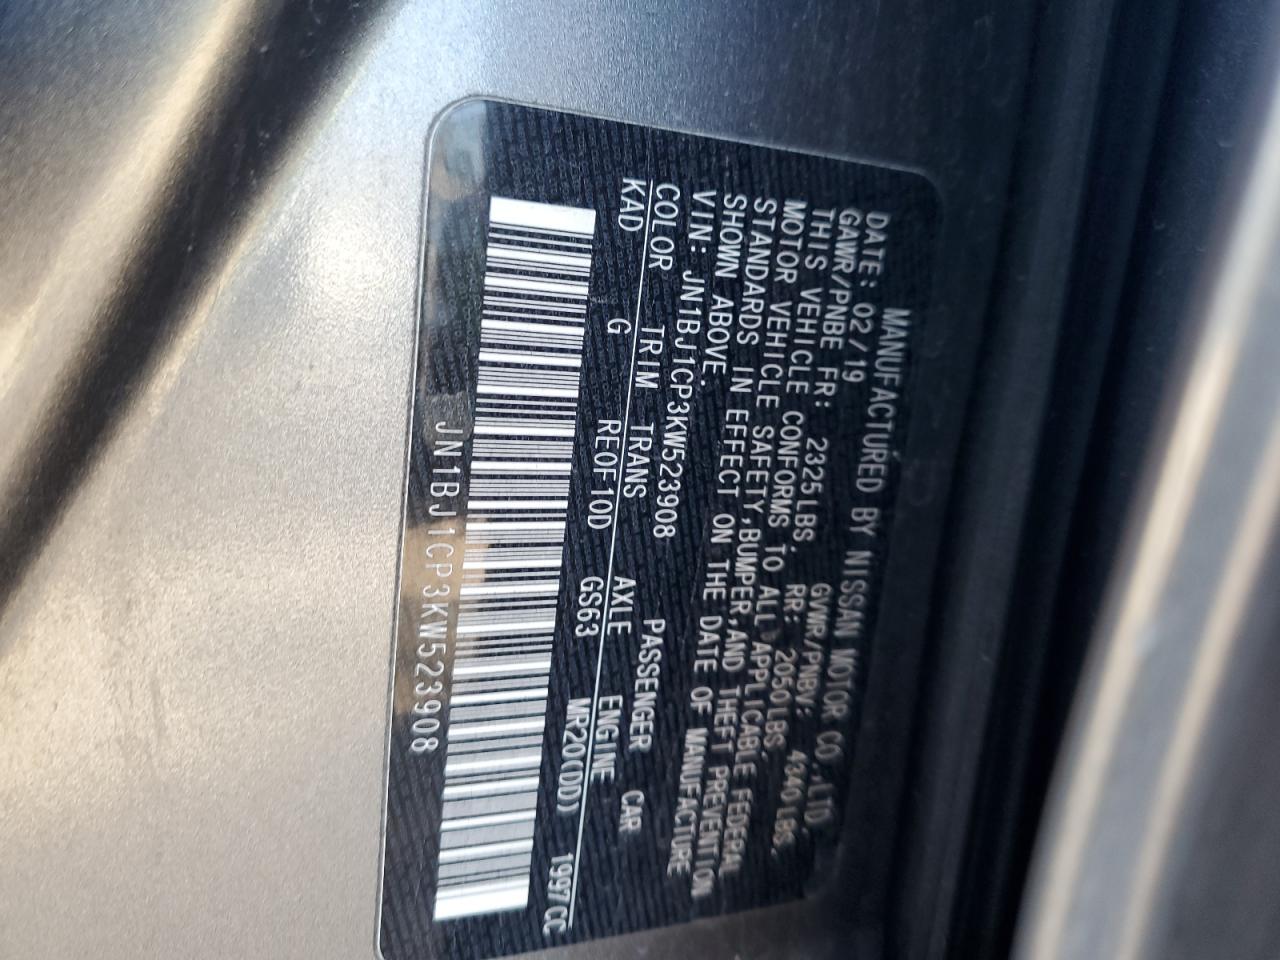 MANUFACTURED BY NISSAN MOTOR CO.,LTD.
DATE: 02/19 GVWR/PNBV: 4340LBS.
GAWR/PNBE FR: 2325LBS. RR: 2050LBS.
THIS VEHICLE CONFORMS TO ALL APPLICABLE FEDERAL
MOTOR VEHICLE SAFETY,BUMPER,AND THEFT PREVENTION
STANDARDS IN EFFECT ON THE DATE OF MANUFACTURE
SHOWN ABOVE.
VIN: JN1BJ1CP3KW523908 PASSENGER CAR
COLOR TRIM TRANS AXLE ENGINE
KAD G RE0F10D GS63 MR20(DD) 1997CC
JN1BJ1CP3KW523908